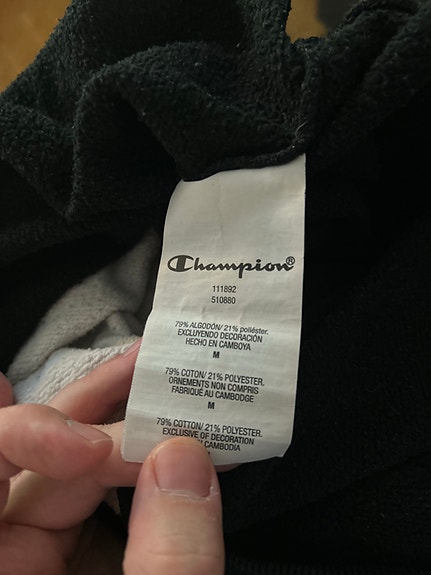 Champion®
111892
510880
79% ALGODÓN/ 21% poliéster.
EXCLUYENDO DECORACIÓN
HECHO EN CAMBOYA
M
79% COTON/ 21% POLYESTER.
ORNEMENTS NON COMPRIS
FABRIQUÉ AU CAMBODGE
M
79% COTTON/ 21% POLYESTER.
EXCLUSIVE OF DECORATION
CAMBODIA